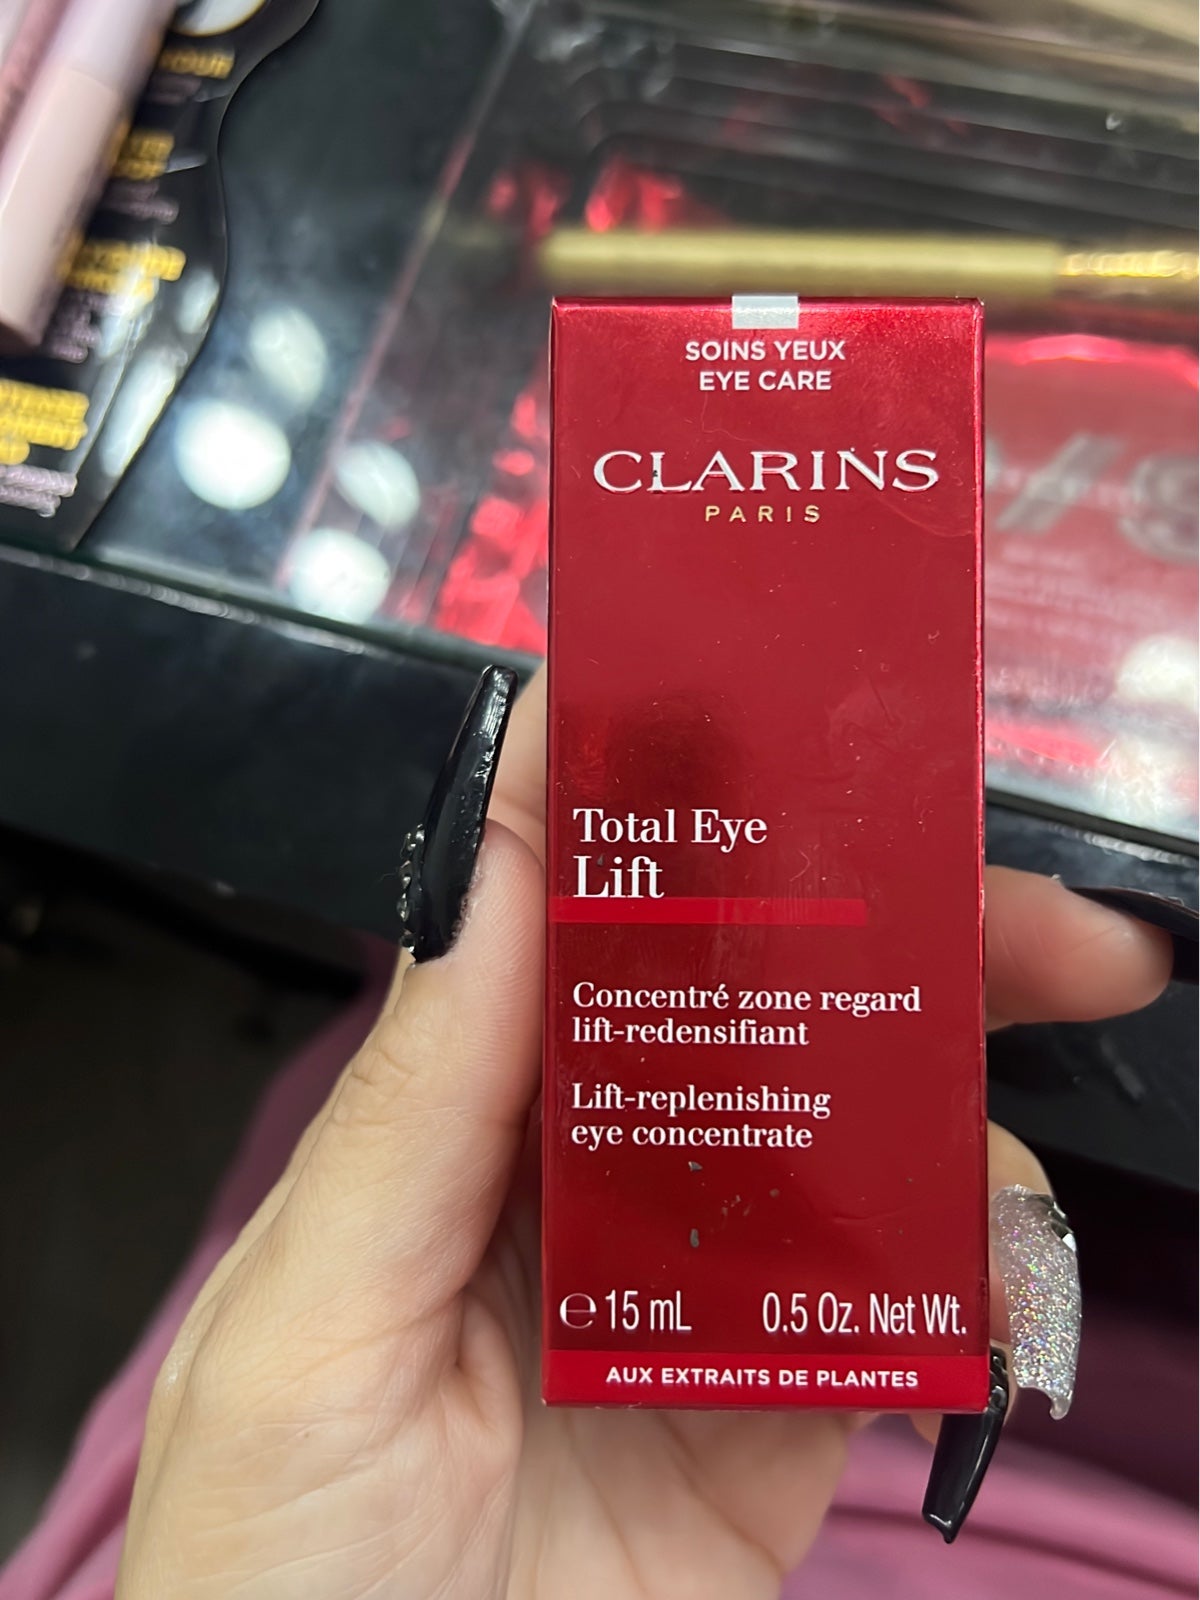 SOINS YEUX
EYE CARE
CLARINS
PARIS
Total Eye
Lift
Concentré zone regard
lift-redensifiant
Lift-replenishing
eye concentrate
℮ 15 mL 0.5 Oz. Net Wt.
AUX EXTRAITS DE PLANTES